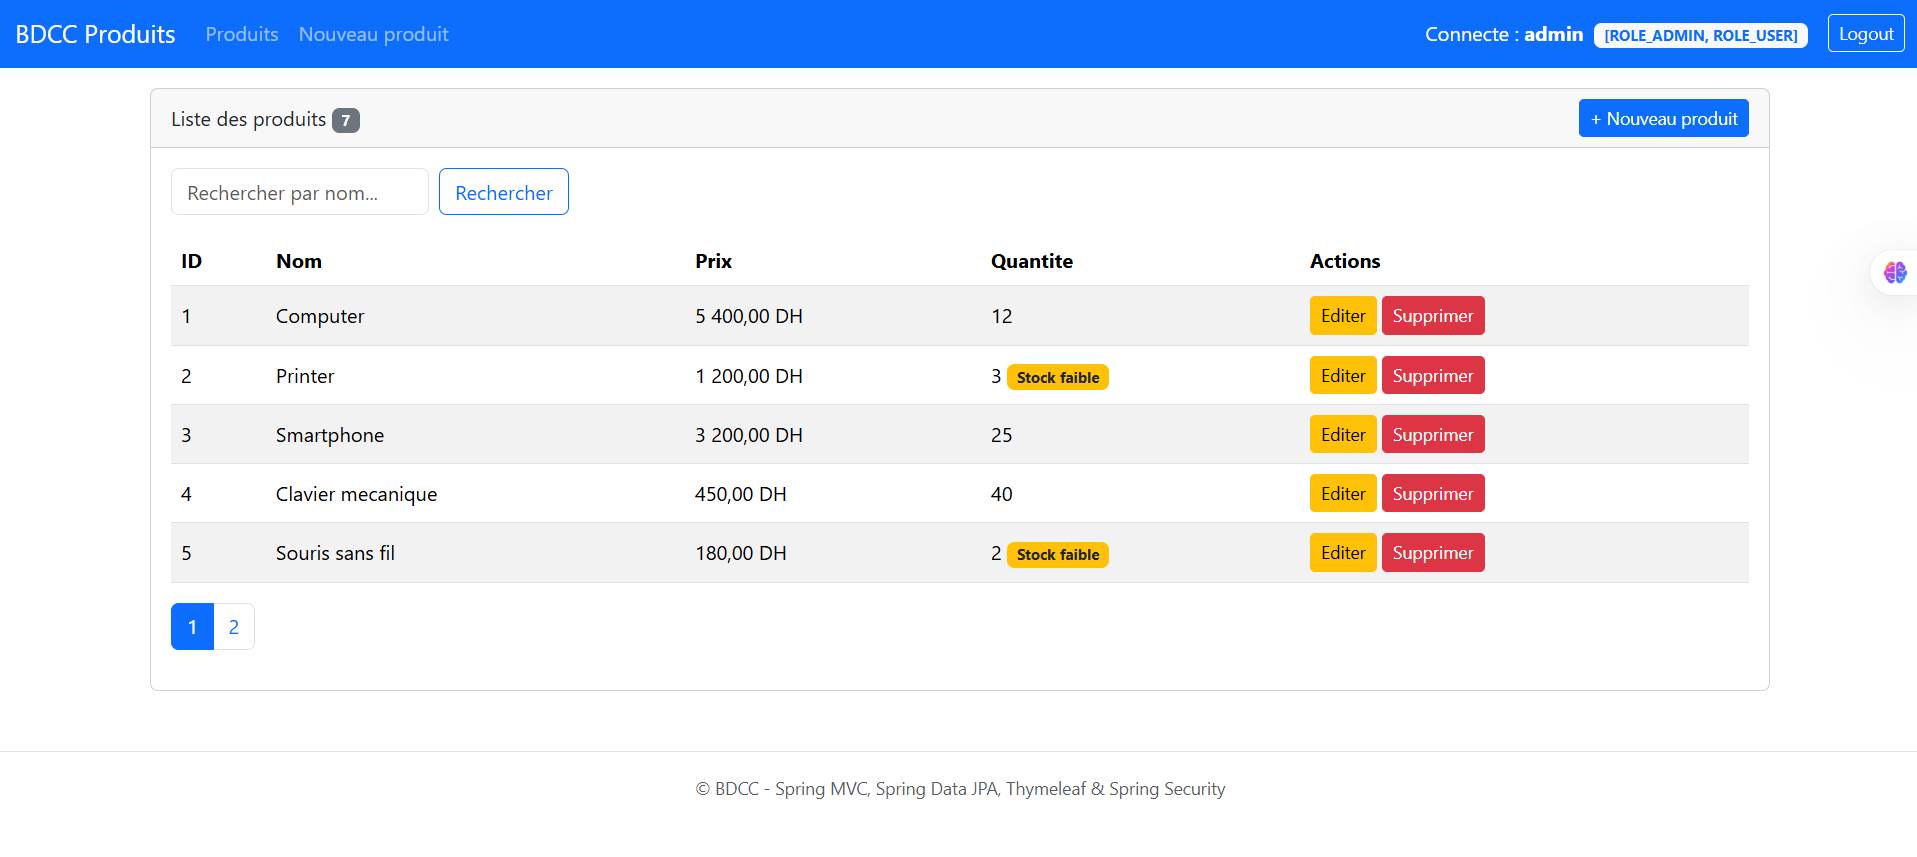 BDCC Produits Produits Nouveau produit Connecte : admin [ROLE_ADMIN, ROLE_USER] Logout
Liste des produits 7 + Nouveau produit
Rechercher par nom... Rechercher
ID Nom Prix Quantite Actions
1 Computer 5 400,00 DH 12 Editer Supprimer
2 Printer 1 200,00 DH 3 Stock faible Editer Supprimer
3 Smartphone 3 200,00 DH 25 Editer Supprimer
4 Clavier mecanique 450,00 DH 40 Editer Supprimer
5 Souris sans fil 180,00 DH 2 Stock faible Editer Supprimer
1 2
© BDCC - Spring MVC, Spring Data JPA, Thymeleaf & Spring Security